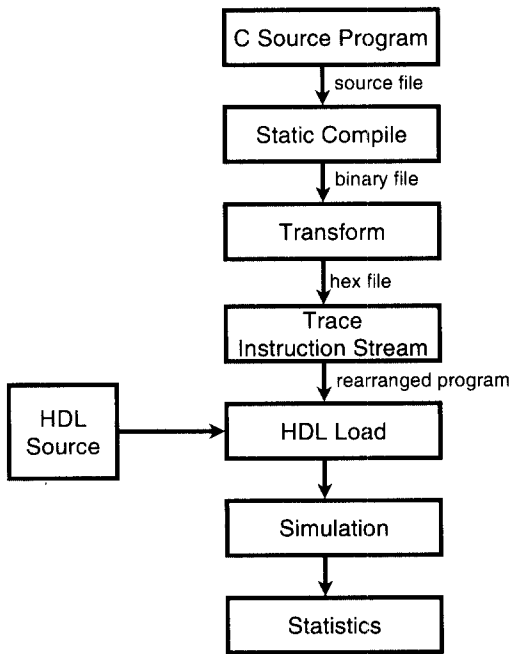 C Source Program
source file
Static Compile
binary file
Transform
hex file
Trace
Instruction Stream
rearranged program
HDL
Source
HDL Load
Simulation
Statistics